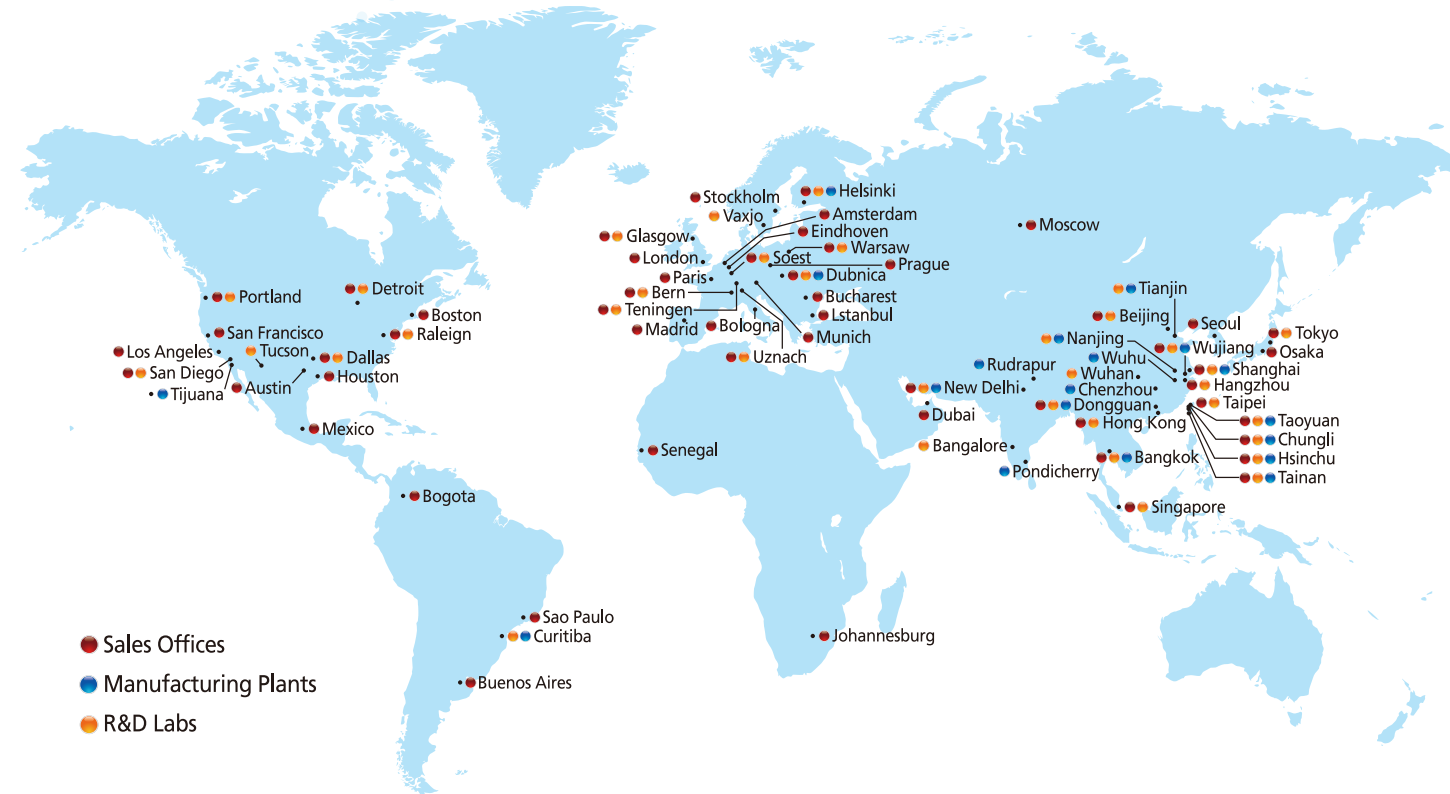 Stockholm
Helsinki
Vaxjo
Amsterdam
Eindhoven
Moscow
Glasgow
Warsaw
London
Soest
Prague
Paris
Dubnica
Bern
Bucharest
Teningen
Lstanbul
Madrid
Bologna
Munich
Uznach
Portland
Detroit
Boston
San Francisco
Raleign
Los Angeles
Tucson
Dallas
San Diego
Houston
Tijuana
Austin
Mexico
Tianjin
Beijing
Seoul
Tokyo
Nanjing
Wujiang
Osaka
Rudrapur
Wuhu
Shanghai
Wuhan
Hangzhou
New Delhi
Chenzhou
Taipei
Dubai
Dongguan
Hong Kong
Taoyuan
Chungli
Bangalore
Bangkok
Hsinchu
Pondicherry
Tainan
Singapore
Senegal
Bogota
Sao Paulo
Curitiba
Johannesburg
Buenos Aires
Sales Offices
Manufacturing Plants
R&D Labs